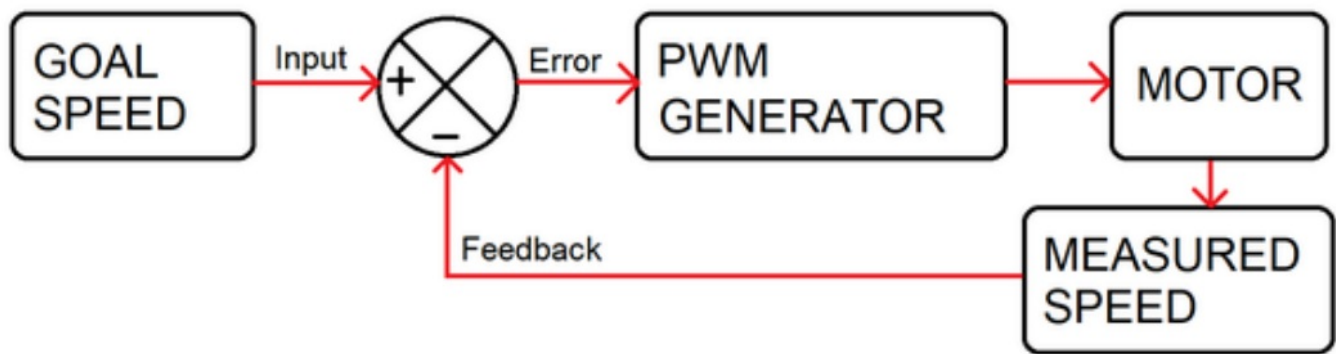 GOAL
SPEED
Input
+
−
Error
PWM
GENERATOR
MOTOR
MEASURED
SPEED
Feedback